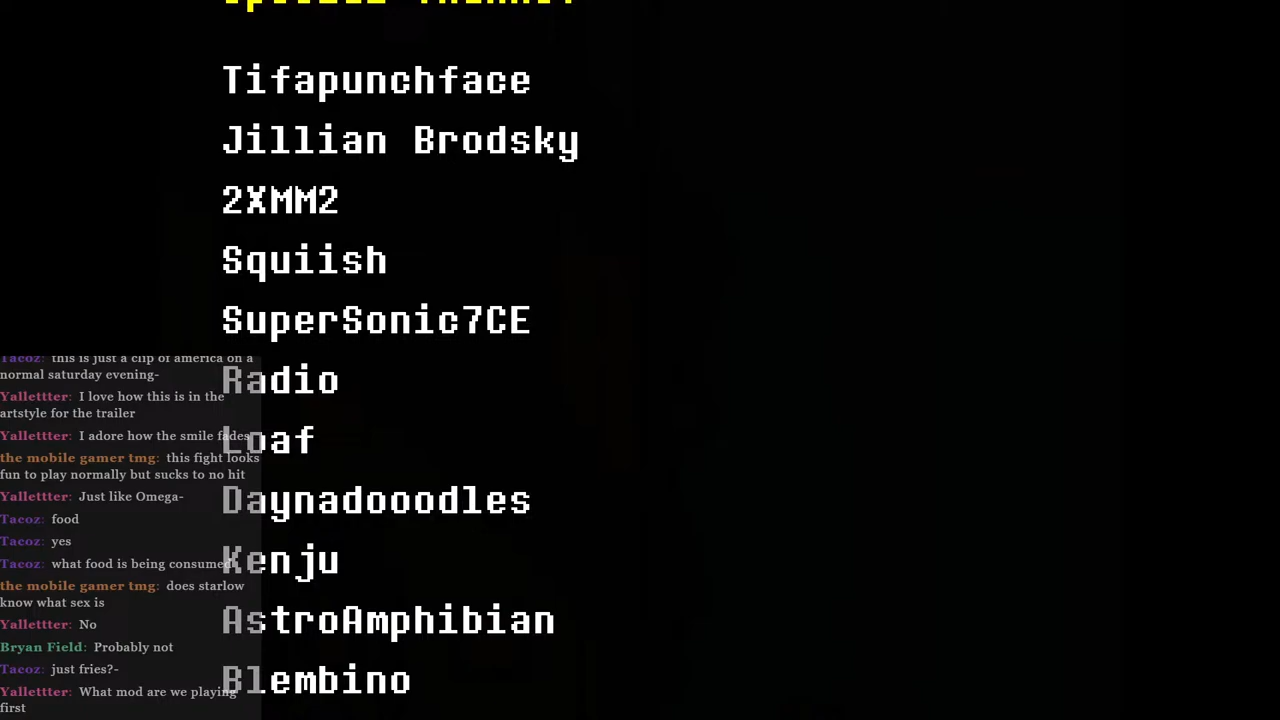 Special Thanks:
Tifapunchface
Jillian Brodsky
2XMM2
Squiish
SuperSonic7CE
Radio
Loaf
Daynadooodles
Kenju
AstroAmphibian
Blembino
Tacoz: this is just a clip of america on a
normal saturday evening-
Yallettter: I love how this is in the
artstyle for the trailer
Yallettter: I adore how the smile fades
the mobile gamer tmg: this fight looks
fun to play normally but sucks to no hit
Yallettter: Just like Omega-
Tacoz: food
Tacoz: yes
Tacoz: what food is being consumed
the mobile gamer tmg: does starlow
know what sex is
Yallettter: No
Bryan Field: Probably not
Tacoz: just fries?-
Yallettter: What mod are we playing
first